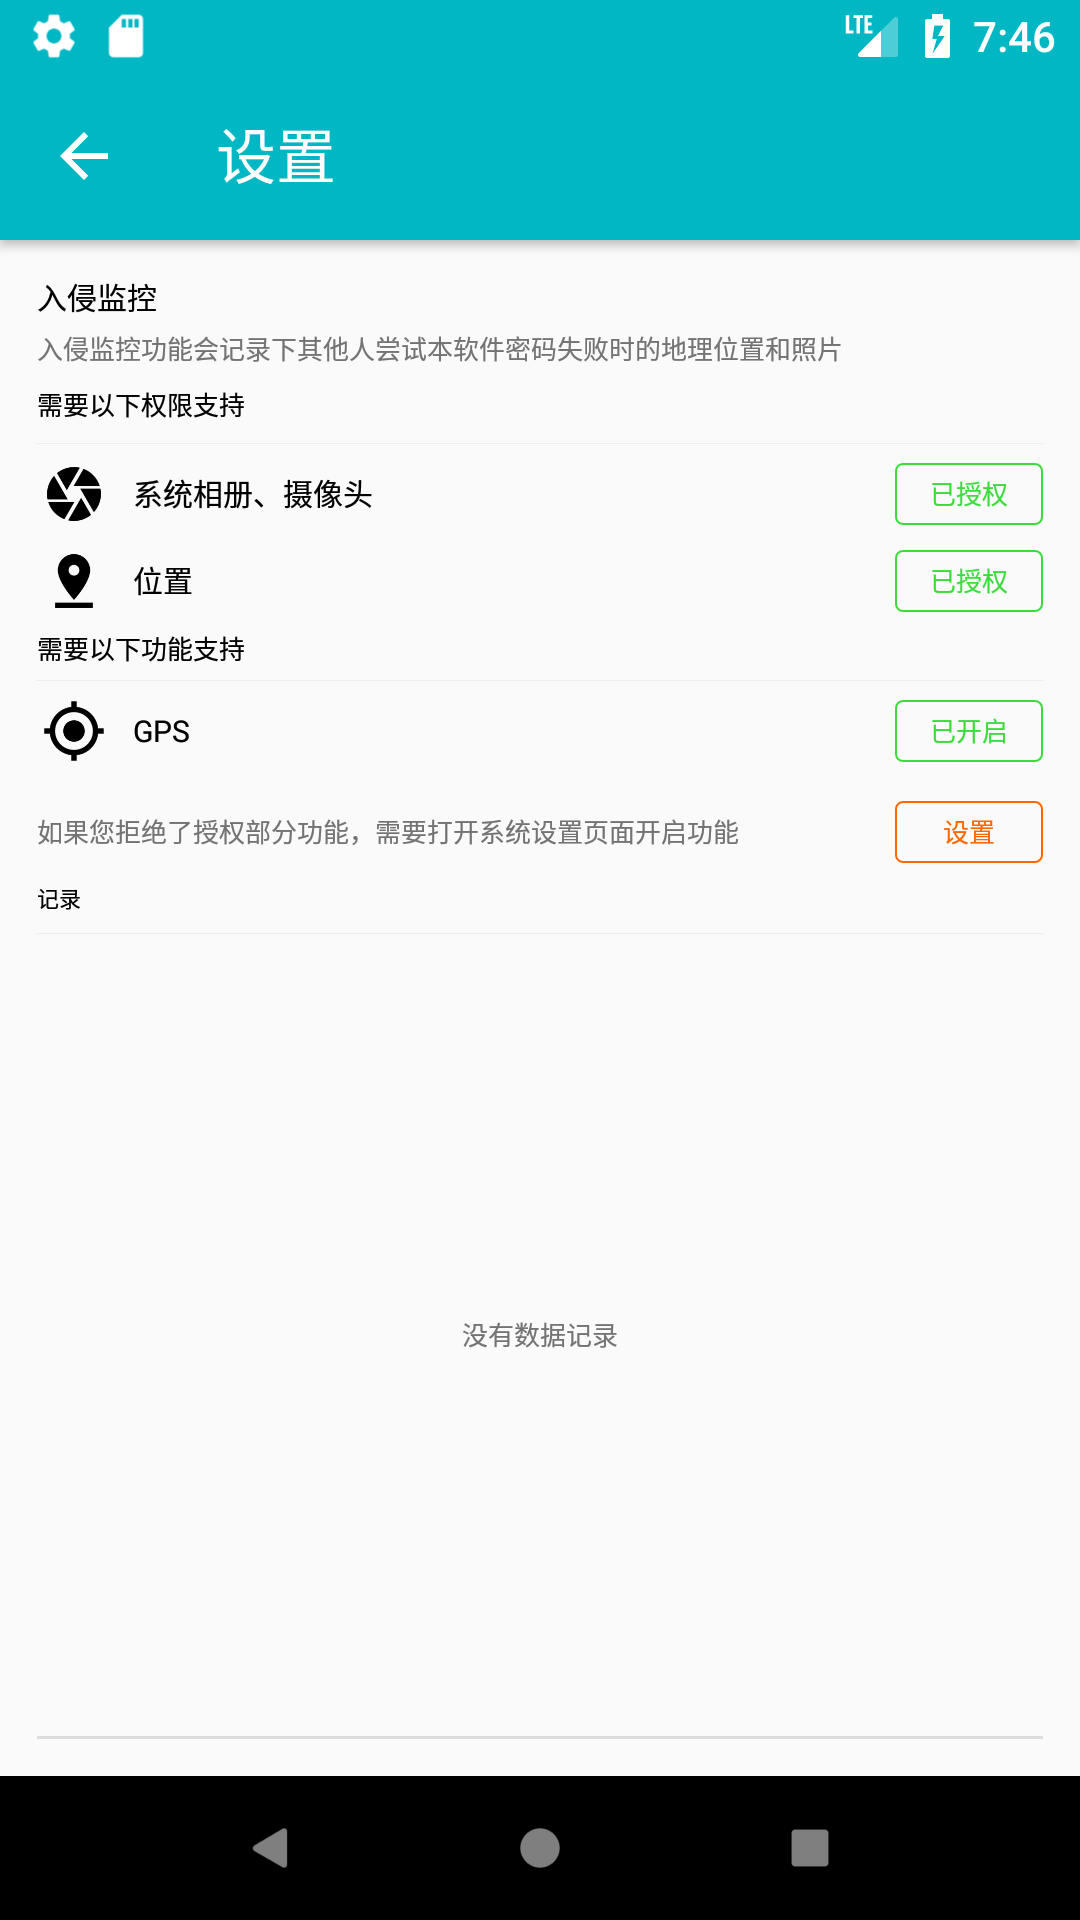 LTE 7:46
设置
入侵监控
入侵监控功能会记录下其他人尝试本软件密码失败时的地理位置和照片
需要以下权限支持
系统相册、摄像头 已授权
位置 已授权
需要以下功能支持
GPS 已开启
如果您拒绝了授权部分功能，需要打开系统设置页面开启功能 设置
记录
没有数据记录